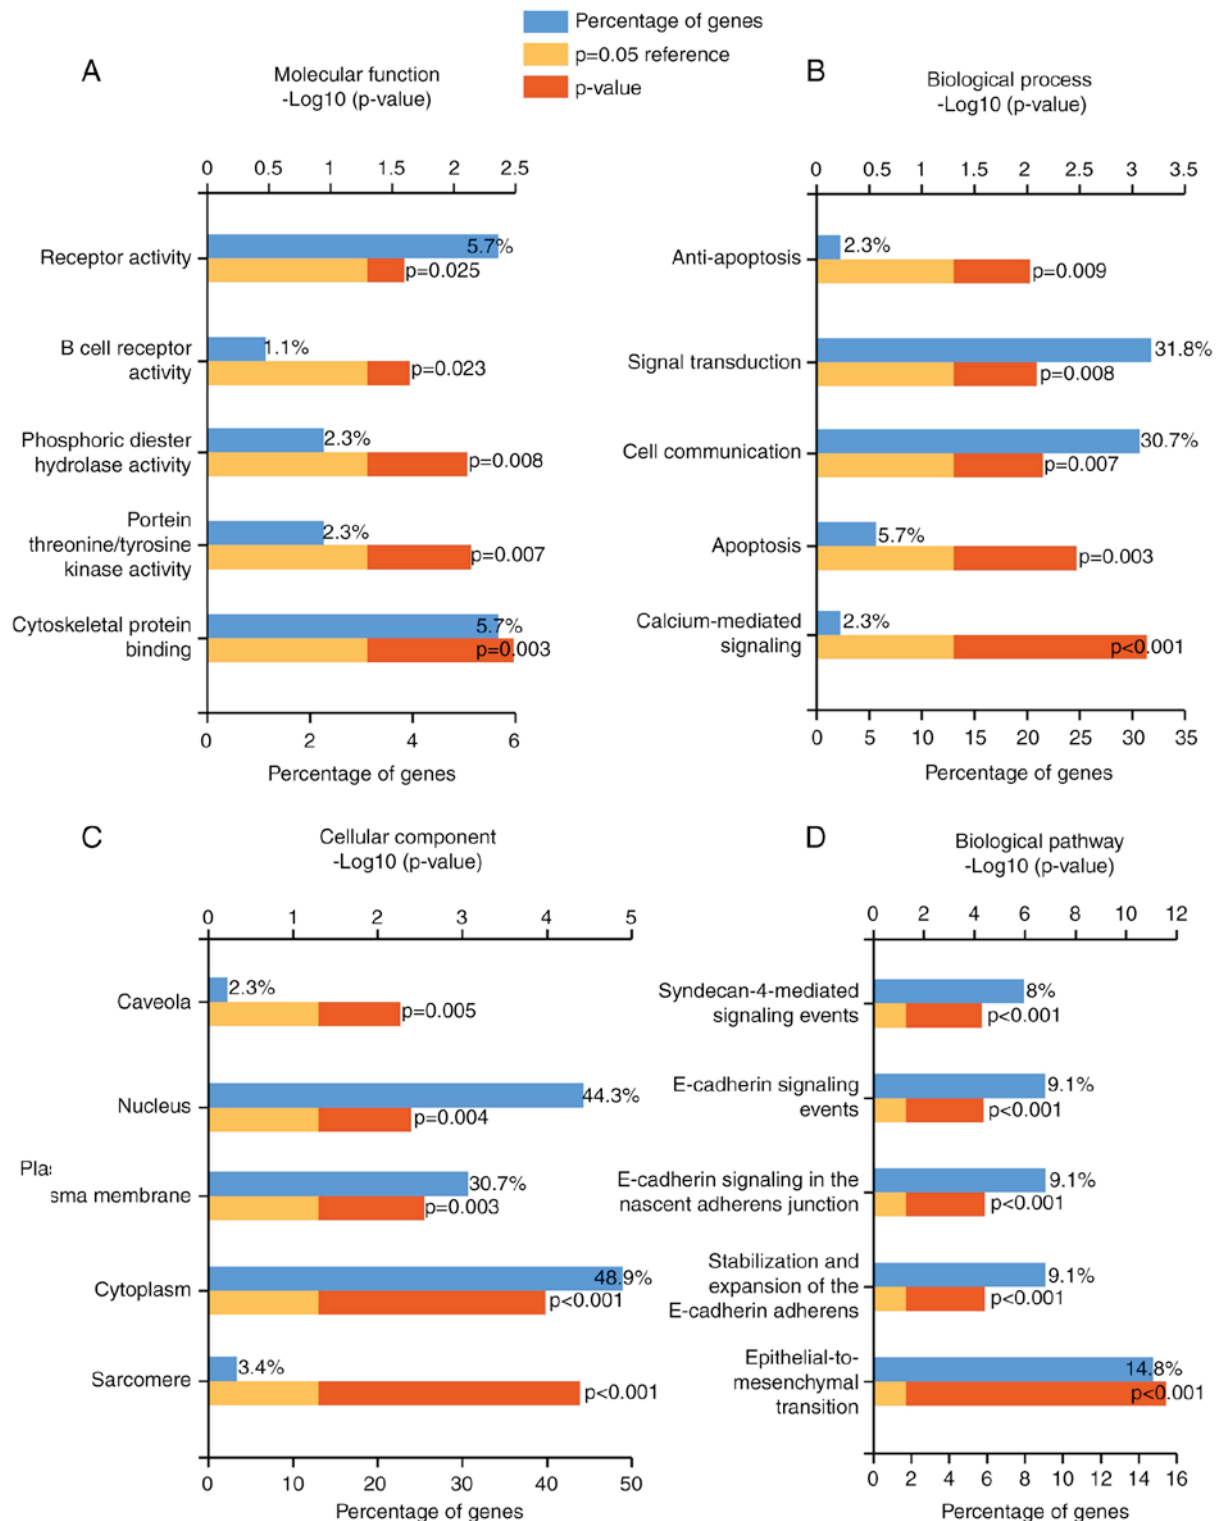 Percentage of genes
p=0.05 reference
p-value
A
Molecular function
-Log10 (p-value)
0 0.5 1 1.5 2 2.5
Receptor activity
5.7%
p=0.025
B cell receptor
activity
1.1%
p=0.023
Phosphoric diester
hydrolase activity
2.3%
p=0.008
Portein
threonine/tyrosine
kinase activity
2.3%
p=0.007
Cytoskeletal protein
binding
5.7%
p=0.003
0 2 4 6
Percentage of genes
B
Biological process
-Log10 (p-value)
0 0.5 1 1.5 2 2.5 3 3.5
Anti-apoptosis
2.3%
p=0.009
Signal transduction
31.8%
p=0.008
Cell communication
30.7%
p=0.007
Apoptosis
5.7%
p=0.003
Calcium-mediated
signaling
2.3%
p<0.001
0 5 10 15 20 25 30 35
Percentage of genes
C
Cellular component
-Log10 (p-value)
0 1 2 3 4 5
Caveola
2.3%
p=0.005
Nucleus
44.3%
p=0.004
Plas
sma membrane
30.7%
p=0.003
Cytoplasm
48.9%
p<0.001
Sarcomere
3.4%
p<0.001
0 10 20 30 40 50
Percentage of genes
D
Biological pathway
-Log10 (p-value)
0 2 4 6 8 10 12
Syndecan-4-mediated
signaling events
8%
p<0.001
E-cadherin signaling
events
9.1%
p<0.001
E-cadherin signaling in the
nascent adherens junction
9.1%
p<0.001
Stabilization and
expansion of the
E-cadherin adherens
9.1%
p<0.001
Epithelial-to-
mesenchymal
transition
14.8%
p<0.001
0 2 4 6 8 10 12 14 16
Percentage of genes